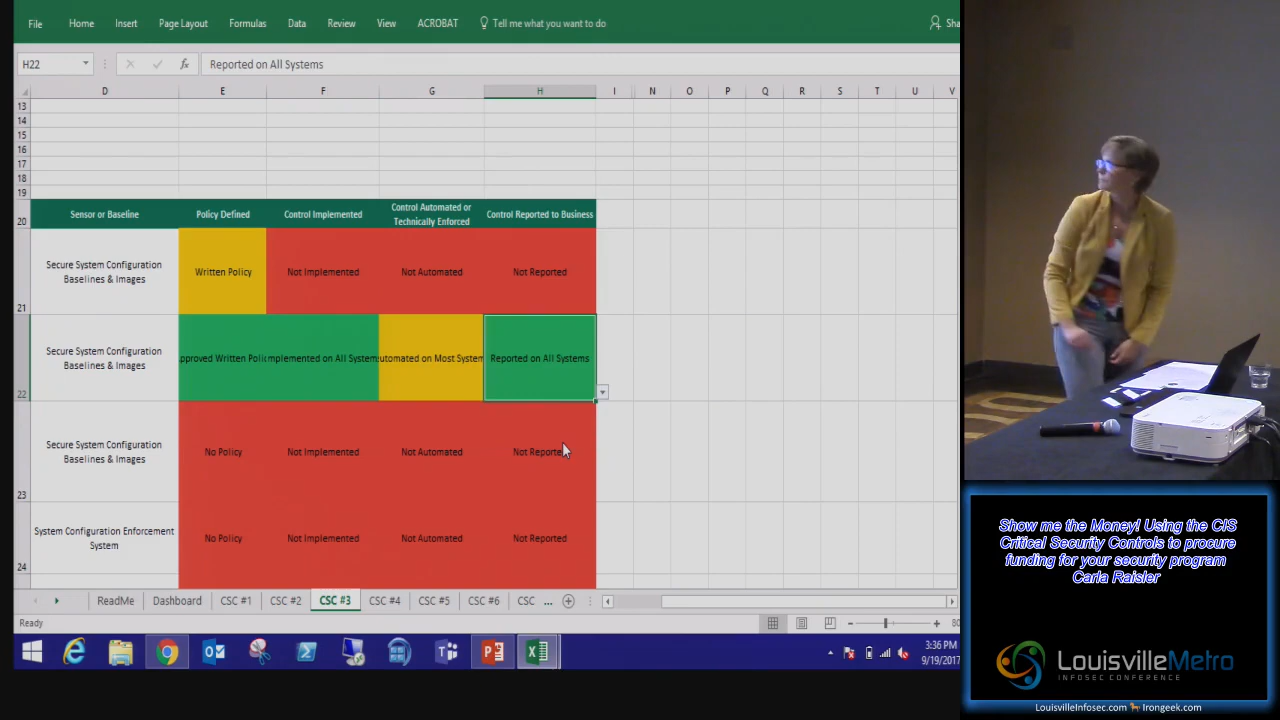 File Home Insert Page Layout Formulas Data Review View ACROBAT Tell me what you want to do Sha
H22 fx Reported on All Systems
D E F G H I N O P Q R S T U V
13
14
15
16
17
18
19
20 Sensor or Baseline Policy Defined Control Implemented Control Automated or Technically Enforced Control Reported to Business
21 Secure System Configuration Baselines & Images Written Policy Not Implemented Not Automated Not Reported
22 Secure System Configuration Baselines & Images pproved Written Polic mplemented on All System utomated on Most System Reported on All Systems
23 Secure System Configuration Baselines & Images No Policy Not Implemented Not Automated Not Reported
24 System Configuration Enforcement System No Policy Not Implemented Not Automated Not Reported
ReadMe Dashboard CSC #1 CSC #2 CSC #3 CSC #4 CSC #5 CSC #6 CSC ...
Ready 80
3:36 PM
9/19/2017
Show me the Money! Using the CIS
Critical Security Controls to procure
funding for your security program
Carla Raisler
LouisvilleMetro
INFOSEC CONFERENCE
LouisvilleInfosec.com Irongeek.com